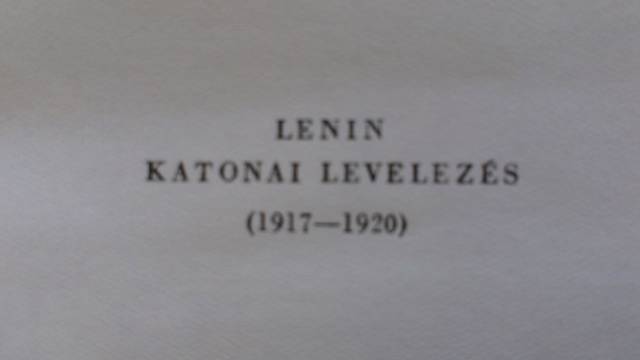 LENIN
KATONAI LEVELEZÉS
(1917—1920)